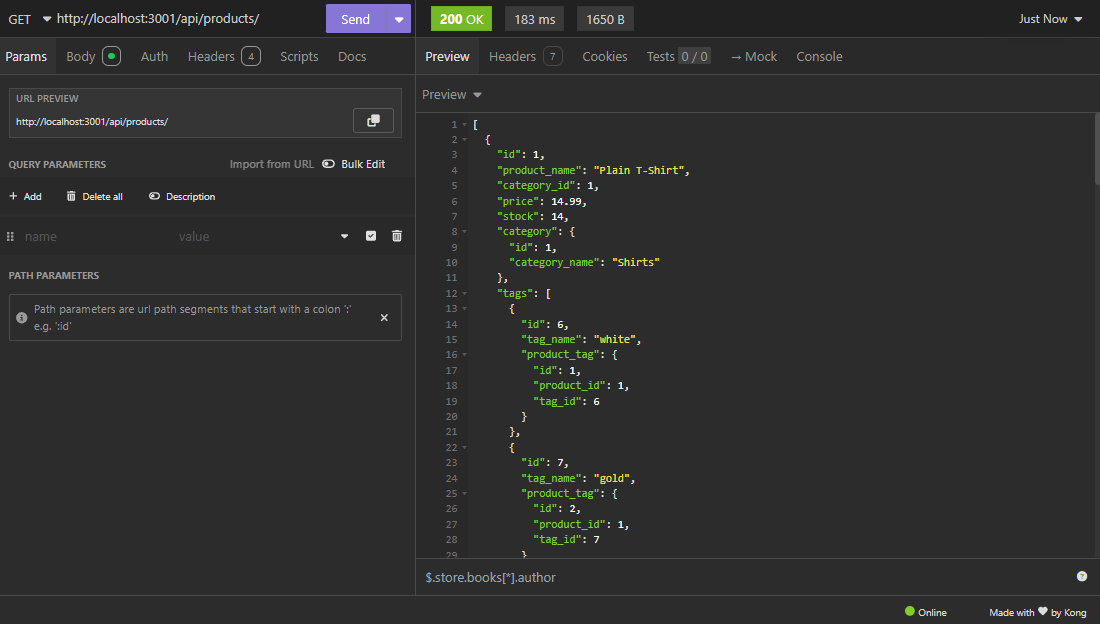 GET http://localhost:3001/api/products/ Send
200 OK 183 ms 1650 B Just Now
Params Body Auth Headers 4 Scripts Docs
URL PREVIEW
http://localhost:3001/api/products/
QUERY PARAMETERS Import from URL Bulk Edit
+ Add Delete all Description
name value
PATH PARAMETERS
Path parameters are url path segments that start with a colon ':'
e.g. ':id'
Preview Headers 7 Cookies Tests 0 / 0 → Mock Console
Preview
1 [
2 {
3 "id": 1,
4 "product_name": "Plain T-Shirt",
5 "category_id": 1,
6 "price": 14.99,
7 "stock": 14,
8 "category": {
9 "id": 1,
10 "category_name": "Shirts"
11 },
12 "tags": [
13 {
14 "id": 6,
15 "tag_name": "white",
16 "product_tag": {
17 "id": 1,
18 "product_id": 1,
19 "tag_id": 6
20 }
21 },
22 {
23 "id": 7,
24 "tag_name": "gold",
25 "product_tag": {
26 "id": 2,
27 "product_id": 1,
28 "tag_id": 7
29 }
$.store.books[*].author
Online Made with ♥ by Kong